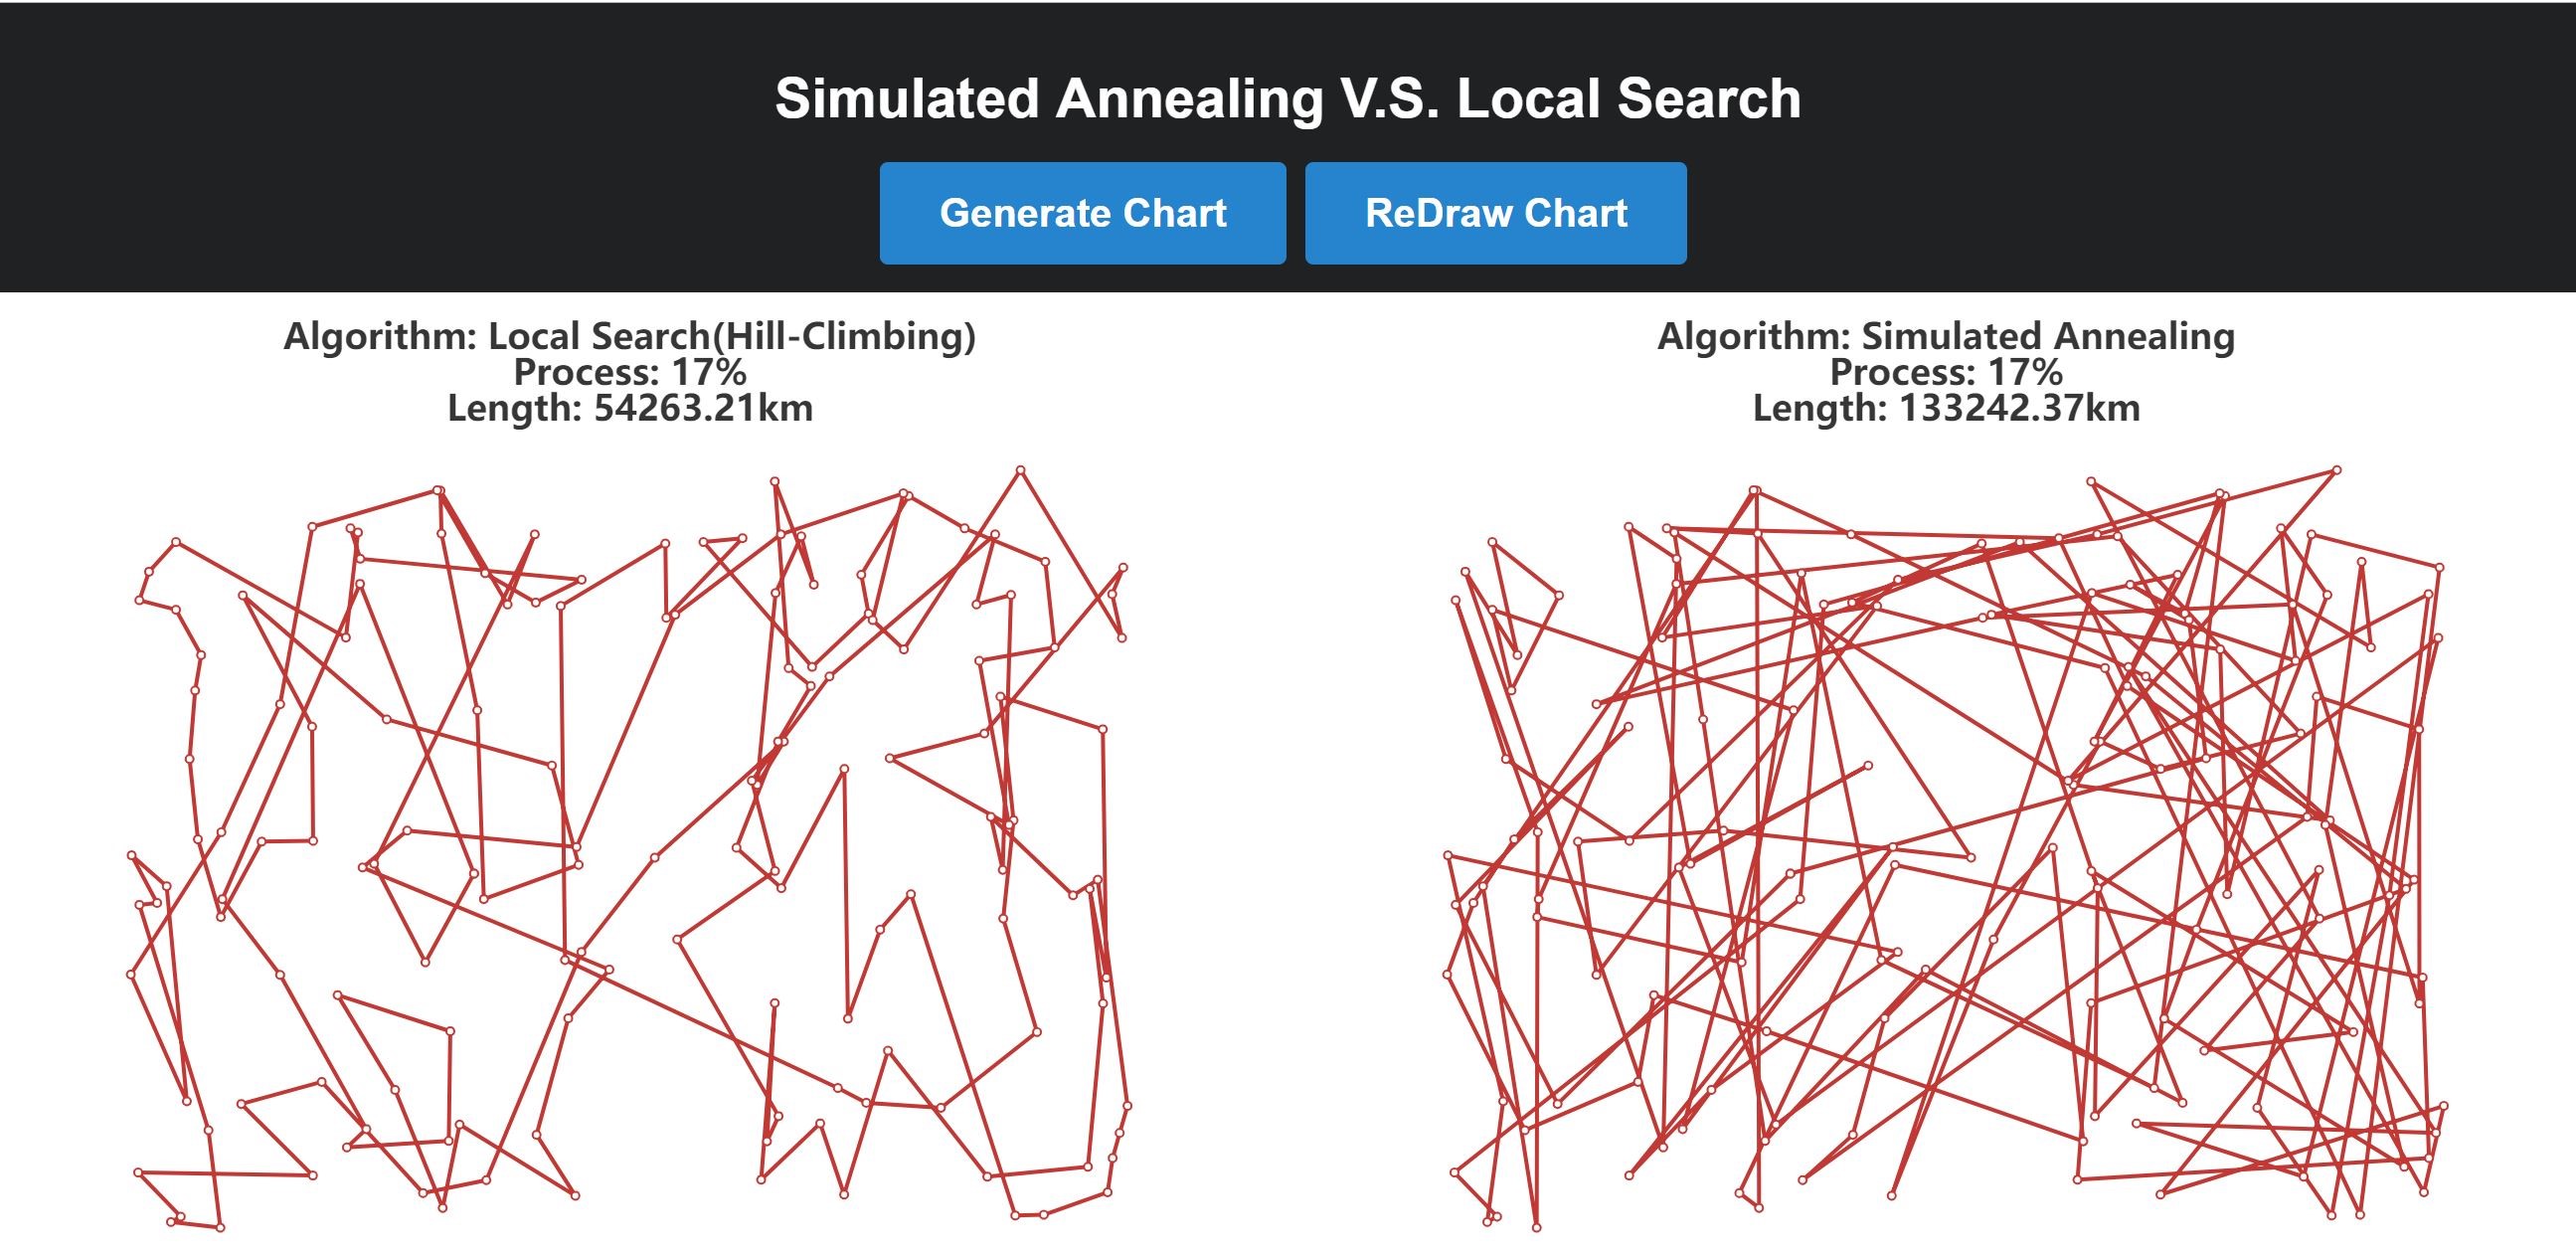 Simulated Annealing V.S. Local Search
Generate Chart
ReDraw Chart
Algorithm: Local Search(Hill-Climbing)
Process: 17%
Length: 54263.21km
Algorithm: Simulated Annealing
Process: 17%
Length: 133242.37km